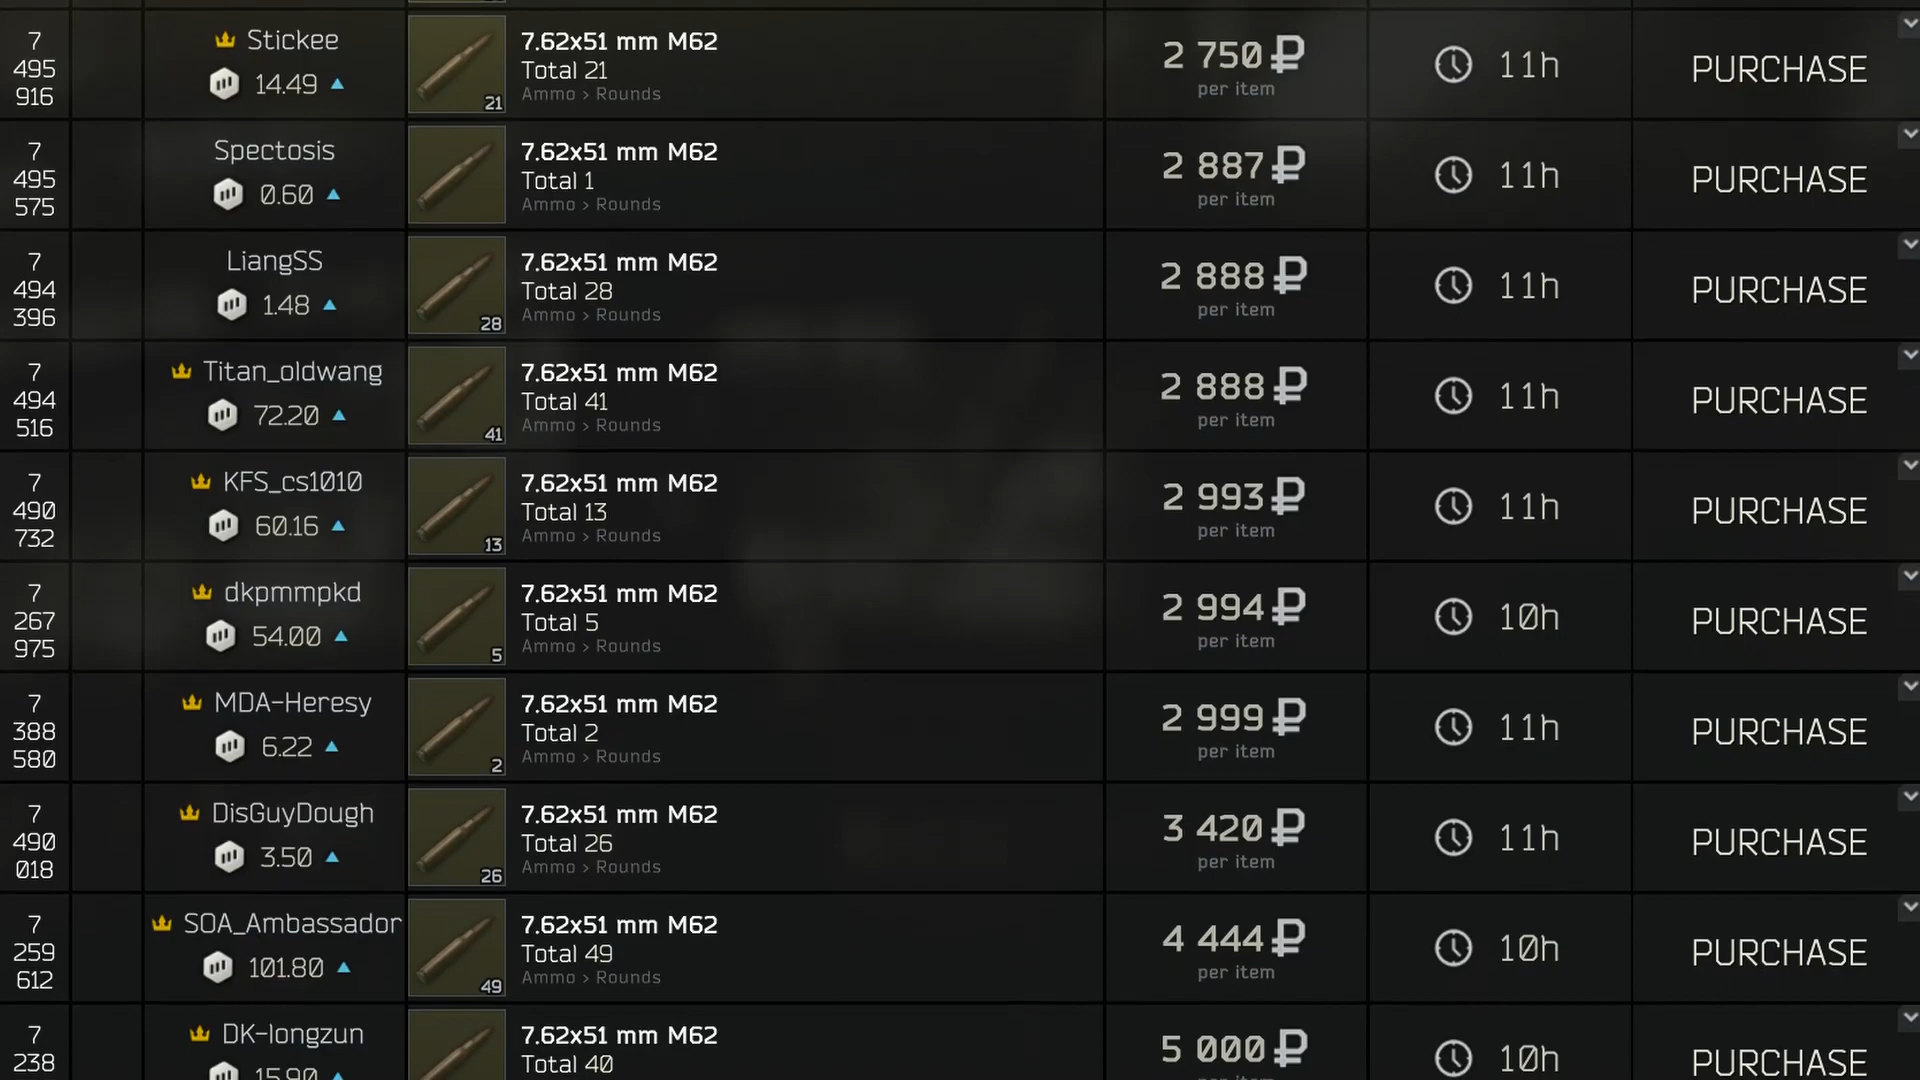 7
495
916
Stickee
14.49
21
7.62x51 mm M62
Total 21
Ammo > Rounds
2 750 ₽
per item
11h
PURCHASE
7
495
575
Spectosis
0.60
7.62x51 mm M62
Total 1
Ammo > Rounds
2 887 ₽
per item
11h
PURCHASE
7
494
396
LiangSS
1.48
28
7.62x51 mm M62
Total 28
Ammo > Rounds
2 888 ₽
per item
11h
PURCHASE
7
494
516
Titan_oldwang
72.20
41
7.62x51 mm M62
Total 41
Ammo > Rounds
2 888 ₽
per item
11h
PURCHASE
7
490
732
KFS_cs1010
60.16
13
7.62x51 mm M62
Total 13
Ammo > Rounds
2 993 ₽
per item
11h
PURCHASE
7
267
975
dkpmmpkd
54.00
5
7.62x51 mm M62
Total 5
Ammo > Rounds
2 994 ₽
per item
10h
PURCHASE
7
388
580
MDA-Heresy
6.22
2
7.62x51 mm M62
Total 2
Ammo > Rounds
2 999 ₽
per item
11h
PURCHASE
7
490
018
DisGuyDough
3.50
26
7.62x51 mm M62
Total 26
Ammo > Rounds
3 420 ₽
per item
11h
PURCHASE
7
259
612
SOA_Ambassador
101.80
49
7.62x51 mm M62
Total 49
Ammo > Rounds
4 444 ₽
per item
10h
PURCHASE
7
238
DK-longzun
15.90
7.62x51 mm M62
Total 40
5 000 ₽
10h
PURCHASE